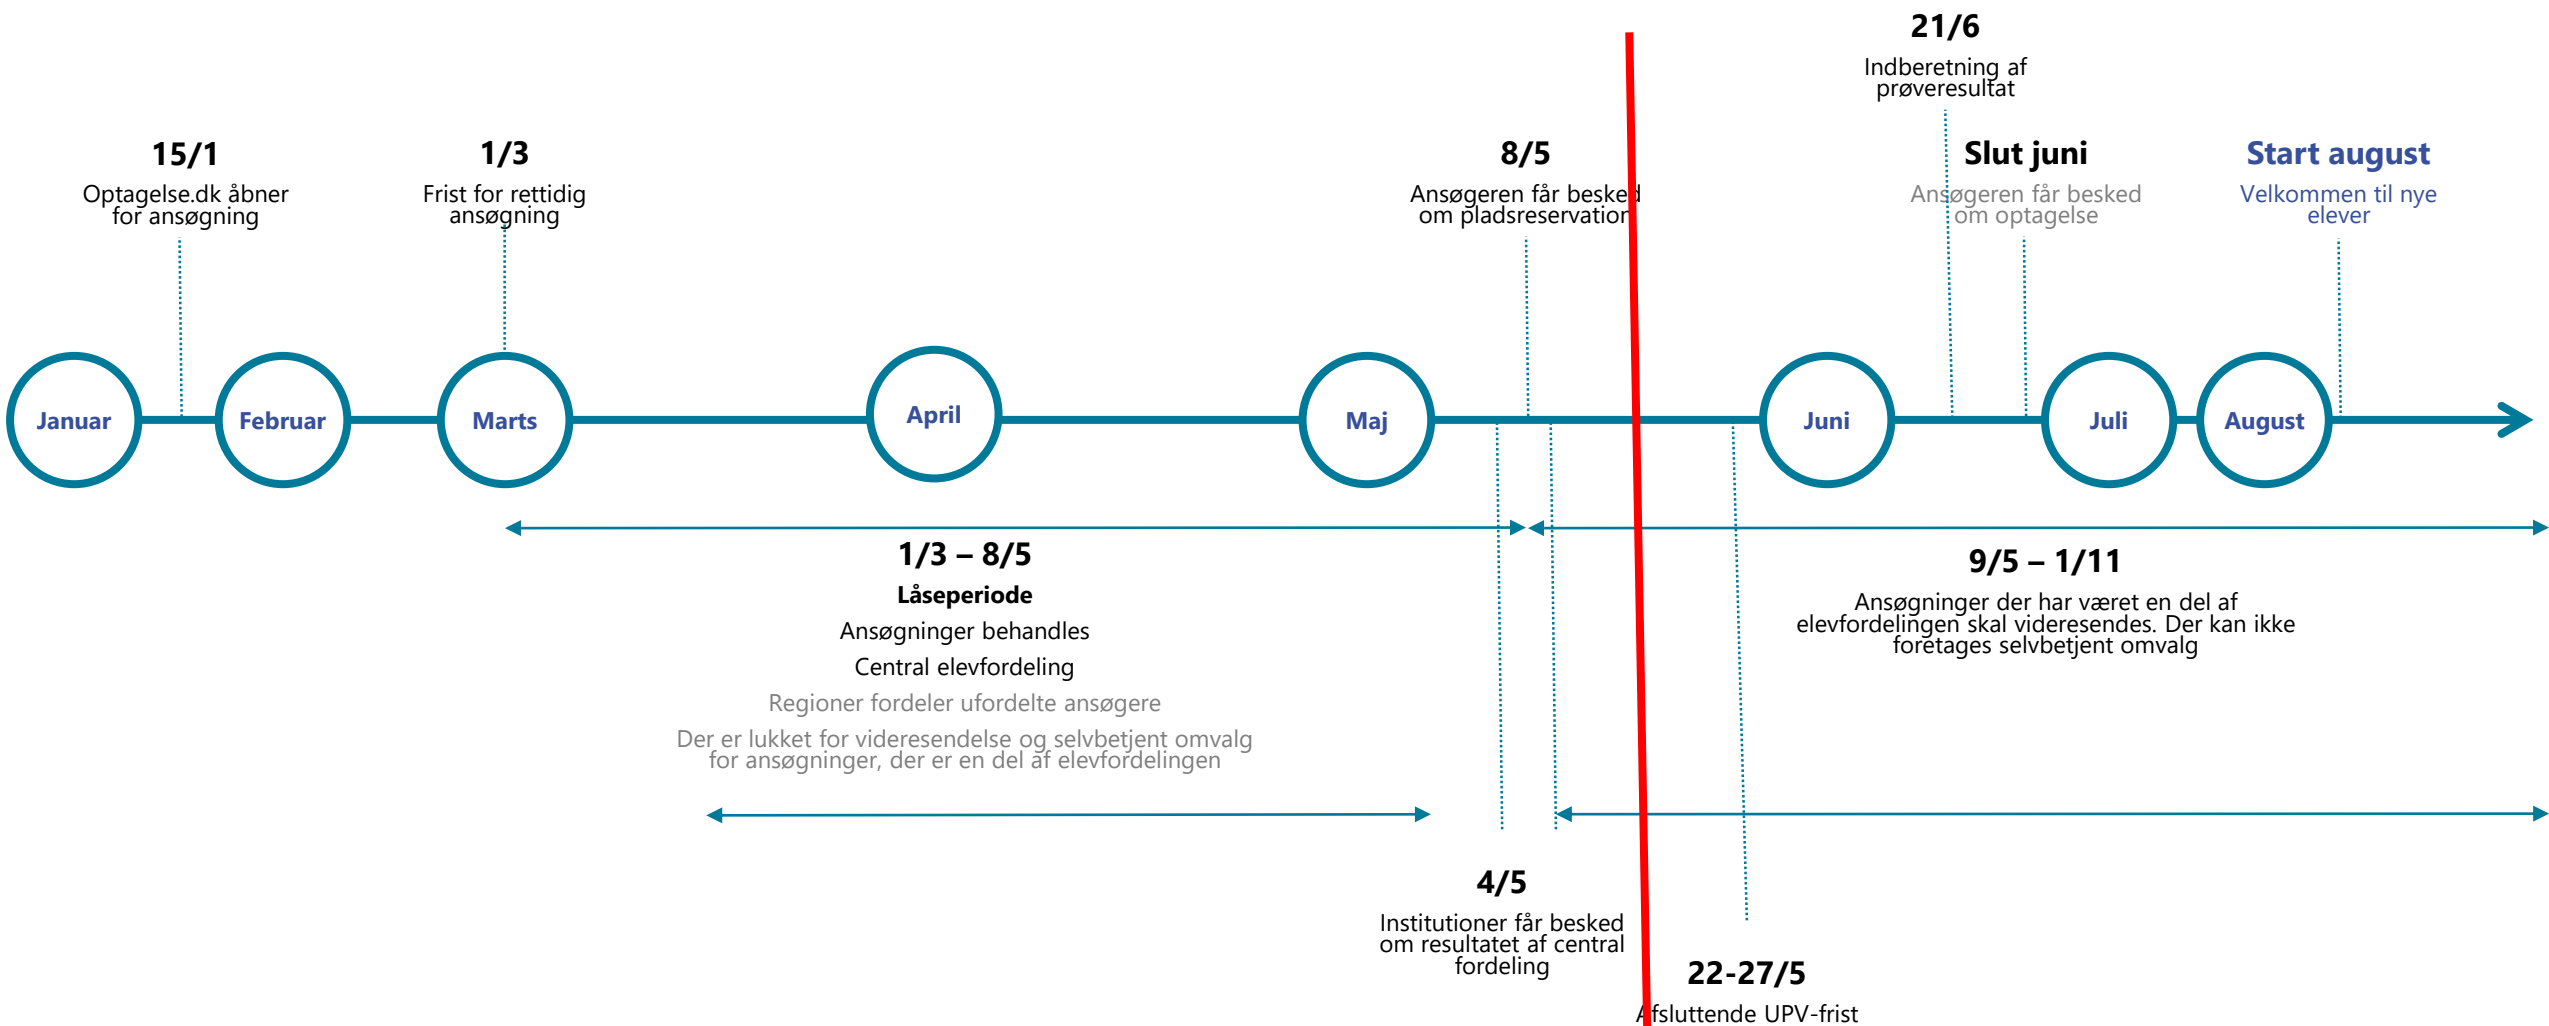 21/6
Indberetning af
prøveresultat
15/1
Optagelse.dk åbner
for ansøgning
1/3
Frist for rettidig
ansøgning
8/5
Ansøgeren får besked
om pladsreservation
Slut juni
Ansøgeren får besked
om optagelse
Start august
Velkommen til nye
elever
Januar
Februar
Marts
April
Maj
Juni
Juli
August
1/3 – 8/5
Låseperiode
Ansøgninger behandles
Central elevfordeling
Regioner fordeler ufordelte ansøgere
Der er lukket for videresendelse og selvbetjent omvalg
for ansøgninger, der er en del af elevfordelingen
9/5 – 1/11
Ansøgninger der har været en del af
elevfordelingen skal videresendes. Der kan ikke
foretages selvbetjent omvalg
4/5
Institutioner får besked
om resultatet af central
fordeling
22-27/5
Afsluttende UPV-frist